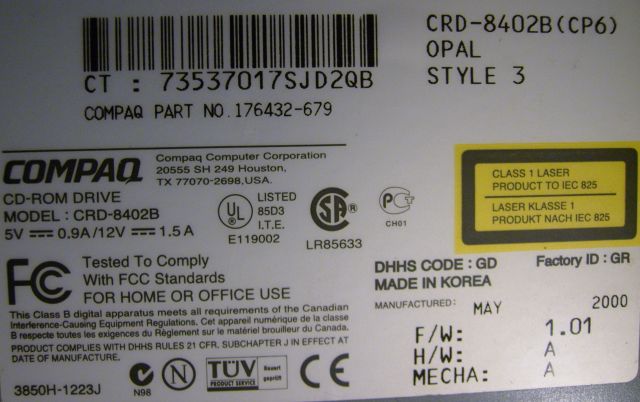 CRD-8402B(CP6)
OPAL
STYLE 3
CT : 73537017SJD2QB
COMPAQ PART NO.176432-679
COMPAQ
Compaq Computer Corporation
20555 SH 249 Houston,
TX 77070-2698,USA.
CD-ROM DRIVE
MODEL : CRD-8402B
5V ⎓ 0.9A/12V ⎓ 1.5A
UL
LISTED
85D3
I.T.E.
E119002
SA
LR85633
PC
CH01
CLASS 1 LASER
PRODUCT TO IEC 825
LASER KLASSE 1
PRODUKT NACH IEC 825
FC
Tested To Comply
With FCC Standards
FOR HOME OR OFFICE USE
DHHS CODE : GD
Factory ID : GR
MADE IN KOREA
MANUFACTURED: MAY 2000
This Class B digital apparatus meets all requirements of the Canadian
Interference-Causing Equipment Regulations. Cet appareil numérique de la classe
B respecte toutes les exigences du Règlement sur le matériel brouilleur du Canada.
PRODUCT COMPLIES WITH DHHS RULES 21 CFR, SUBCHAPTER J IN EFFECT AT
DATE OF MANUFACTURE.
F/W: 1.01
H/W: A
MECHA: A
3850H-1223J
N
N98
N
TÜV
PRODUCT SERVICE
Bauart
geprüft
CE